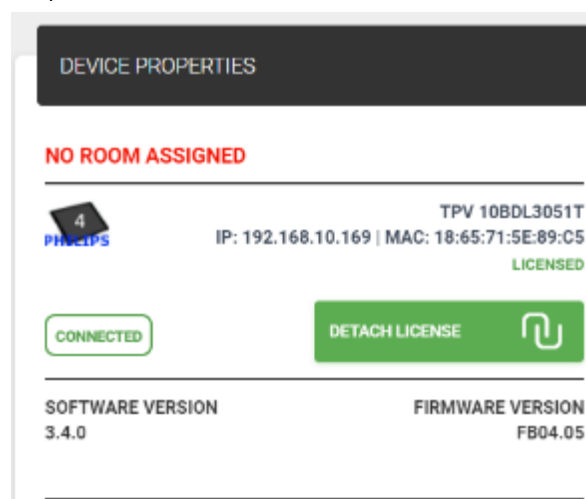 DEVICE PROPERTIES
NO ROOM ASSIGNED
4
PHILIPS
TPV 10BDL3051T
IP: 192.168.10.169 | MAC: 18:65:71:5E:89:C5
LICENSED
CONNECTED
DETACH LICENSE
SOFTWARE VERSION
3.4.0
FIRMWARE VERSION
FB04.05